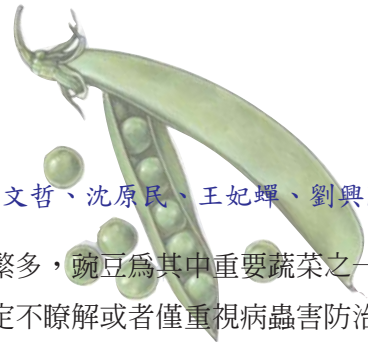 文哲、沈原民、王妃蟬、劉興
繁多，豌豆為其中重要蔬菜之一
定不瞭解或者僅重視病蟲害防治